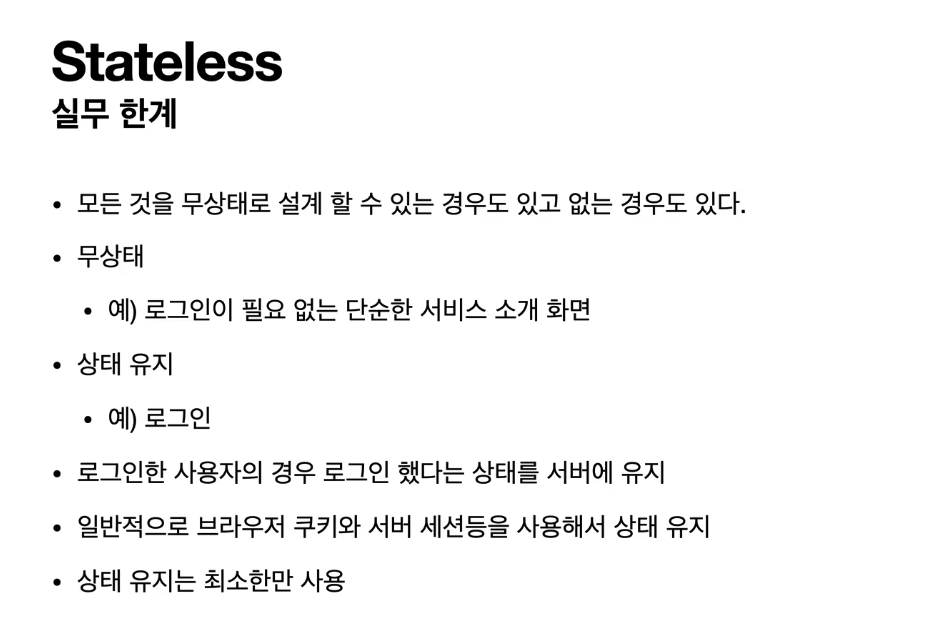 Stateless
실무 한계
• 모든 것을 무상태로 설계 할 수 있는 경우도 있고 없는 경우도 있다.
• 무상태
• 예) 로그인이 필요 없는 단순한 서비스 소개 화면
• 상태 유지
• 예) 로그인
• 로그인한 사용자의 경우 로그인 했다는 상태를 서버에 유지
• 일반적으로 브라우저 쿠키와 서버 세션등을 사용해서 상태 유지
• 상태 유지는 최소한만 사용